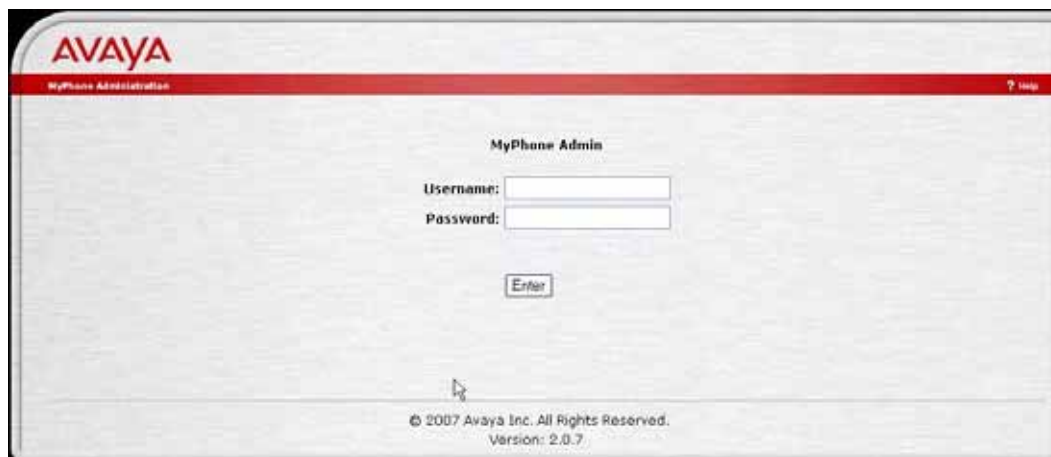 AVAYA
MyPhone Administration
? Help
MyPhone Admin
Username:
Password:
Enter
© 2007 Avaya Inc. All Rights Reserved.
Version: 2.0.7